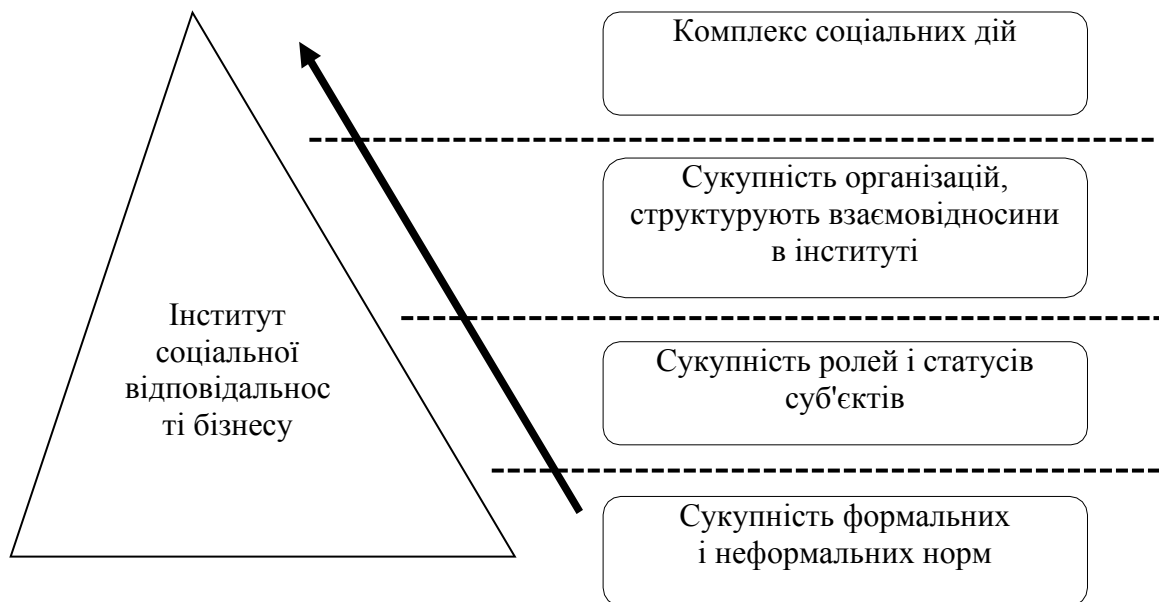 Комплекс соціальних дій
Сукупність організацій,
структурують взаємовідносини
в інституті
Інститут
соціальної
відповідальнос
ті бізнесу
Сукупність ролей і статусів
суб'єктів
Сукупність формальних
і неформальних норм